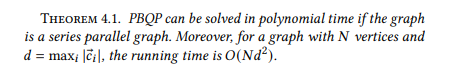 THEOREM 4.1. PBQP can be solved in polynomial time if the graph
is a series parallel graph. Moreover, for a graph with N vertices and
d = maxᵢ |c⃗ᵢ|, the running time is O(Nd²).